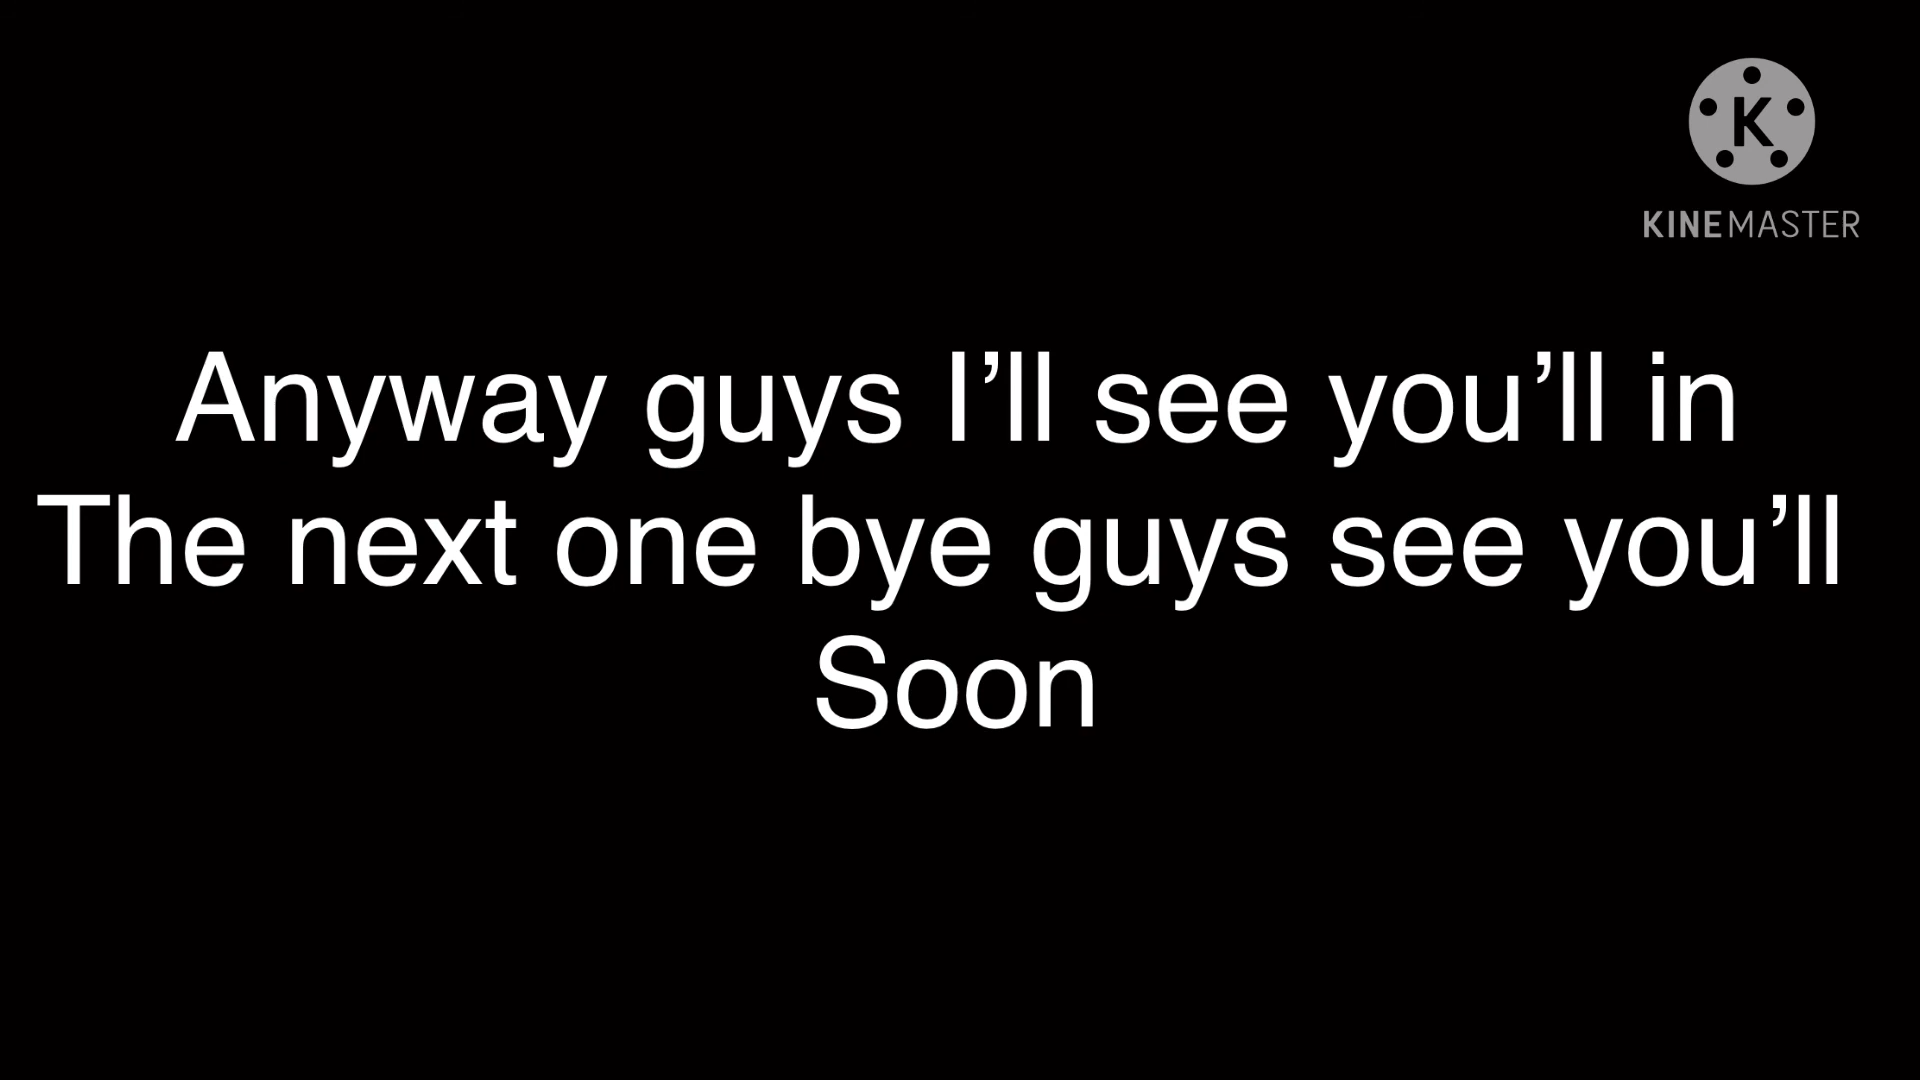 K
KINEMASTER
Anyway guys I’ll see you’ll in
The next one bye guys see you’ll
Soon